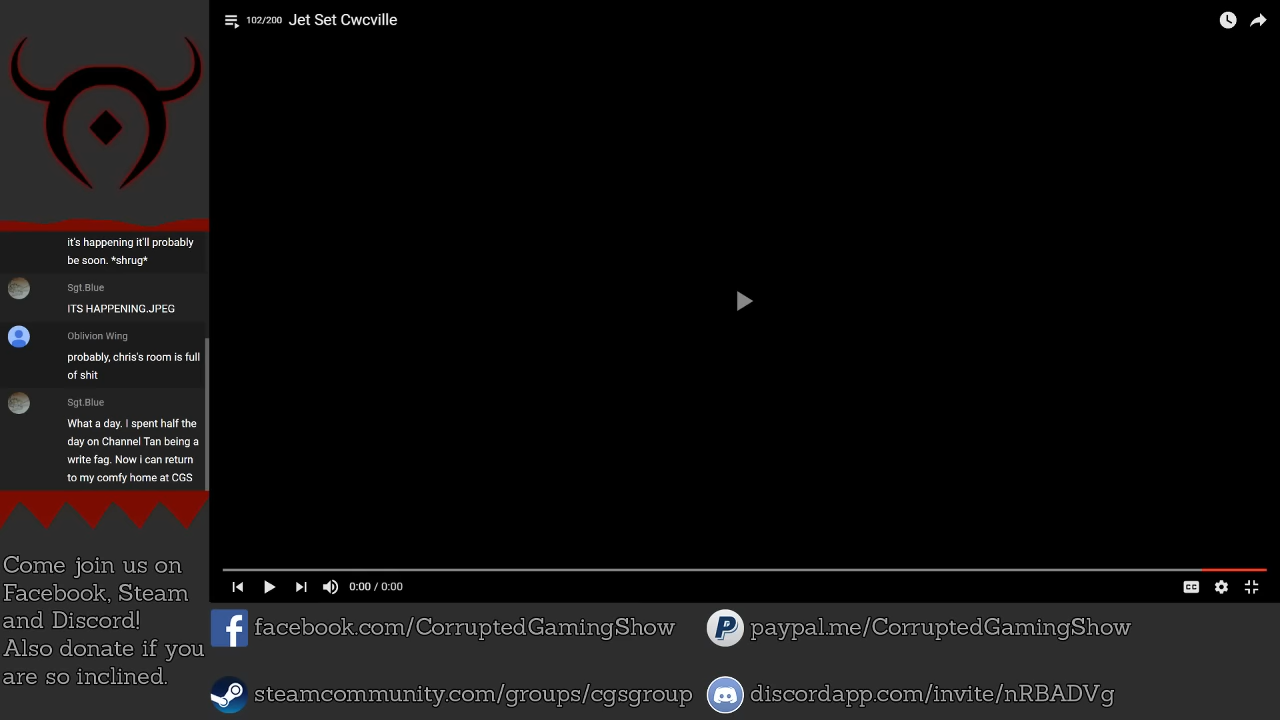 102/200 Jet Set Cwcville
it's happening it'll probably
be soon. *shrug*
Sgt.Blue
ITS HAPPENING.JPEG
Oblivion Wing
probably, chris's room is full
of shit
Sgt.Blue
What a day. I spent half the
day on Channel Tan being a
write fag. Now i can return
to my comfy home at CGS
Come join us on
Facebook, Steam
and Discord!
Also donate if you
are so inclined.
0:00 / 0:00
CC
facebook.com/CorruptedGamingShow
paypal.me/CorruptedGamingShow
steamcommunity.com/groups/cgsgroup
discordapp.com/invite/nRBADVg